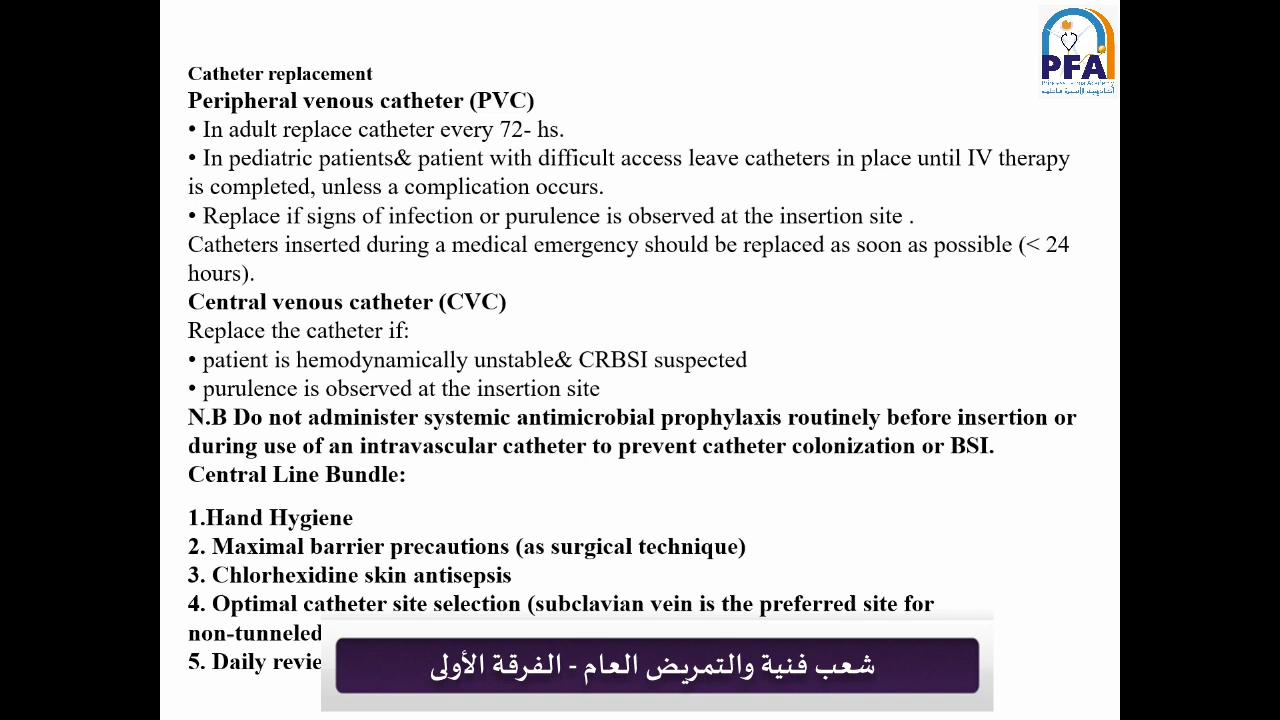 PFA
Catheter replacement
Peripheral venous catheter (PVC)
• In adult replace catheter every 72- hs.
• In pediatric patients& patient with difficult access leave catheters in place until IV therapy
is completed, unless a complication occurs.
• Replace if signs of infection or purulence is observed at the insertion site .
Catheters inserted during a medical emergency should be replaced as soon as possible (< 24
hours).
Central venous catheter (CVC)
Replace the catheter if:
• patient is hemodynamically unstable& CRBSI suspected
• purulence is observed at the insertion site
N.B Do not administer systemic antimicrobial prophylaxis routinely before insertion or
during use of an intravascular catheter to prevent catheter colonization or BSI.
Central Line Bundle:
1.Hand Hygiene
2. Maximal barrier precautions (as surgical technique)
3. Chlorhexidine skin antisepsis
4. Optimal catheter site selection (subclavian vein is the preferred site for
non-tunneled
5. Daily revie
شعب فنية والتمريض العام - الفرقة الأولى